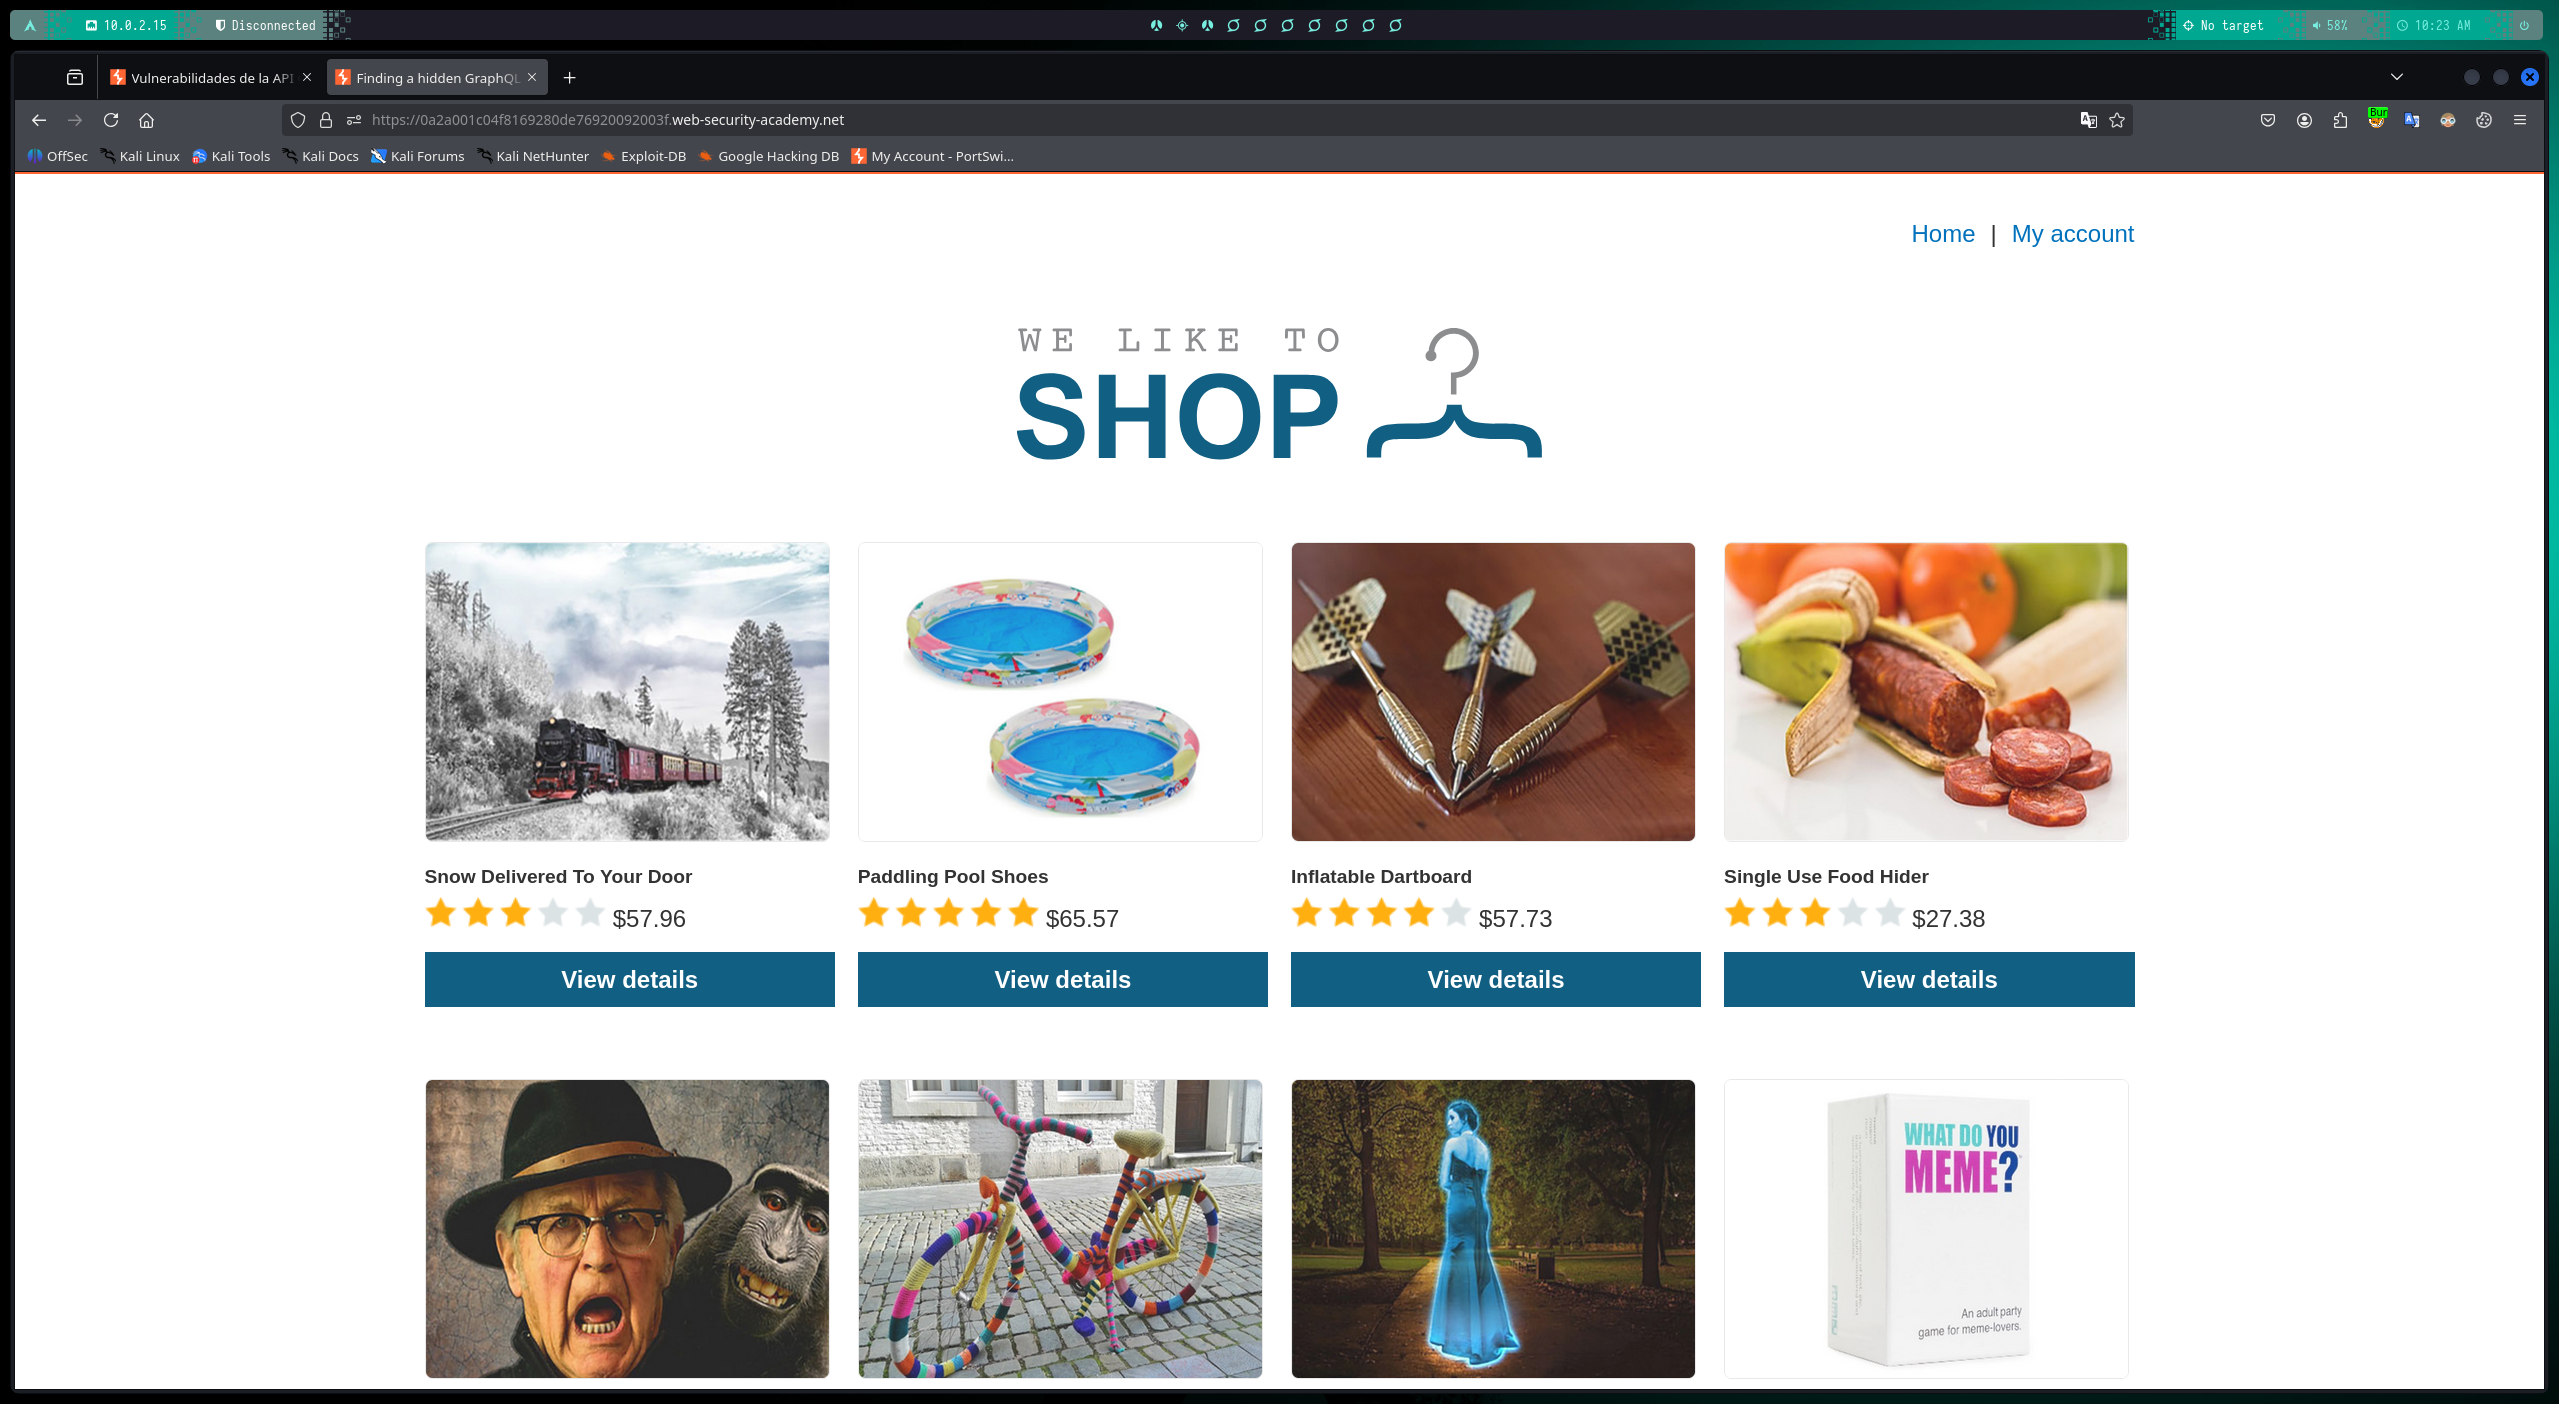 10.0.2.15
Disconnected
No target
58%
10:23 AM
Vulnerabilidades de la API
Finding a hidden GraphQL
https://0a2a001c04f8169280de76920092003f.web-security-academy.net
Bur
OffSec
Kali Linux
Kali Tools
Kali Docs
Kali Forums
Kali NetHunter
Exploit-DB
Google Hacking DB
My Account - PortSwi...
Home | My account
WE LIKE TO
SHOP
Snow Delivered To Your Door
$57.96
View details
Paddling Pool Shoes
$65.57
View details
Inflatable Dartboard
$57.73
View details
Single Use Food Hider
$27.38
View details
WHAT DO YOU
MEME?
An adult party
game for meme-lovers.